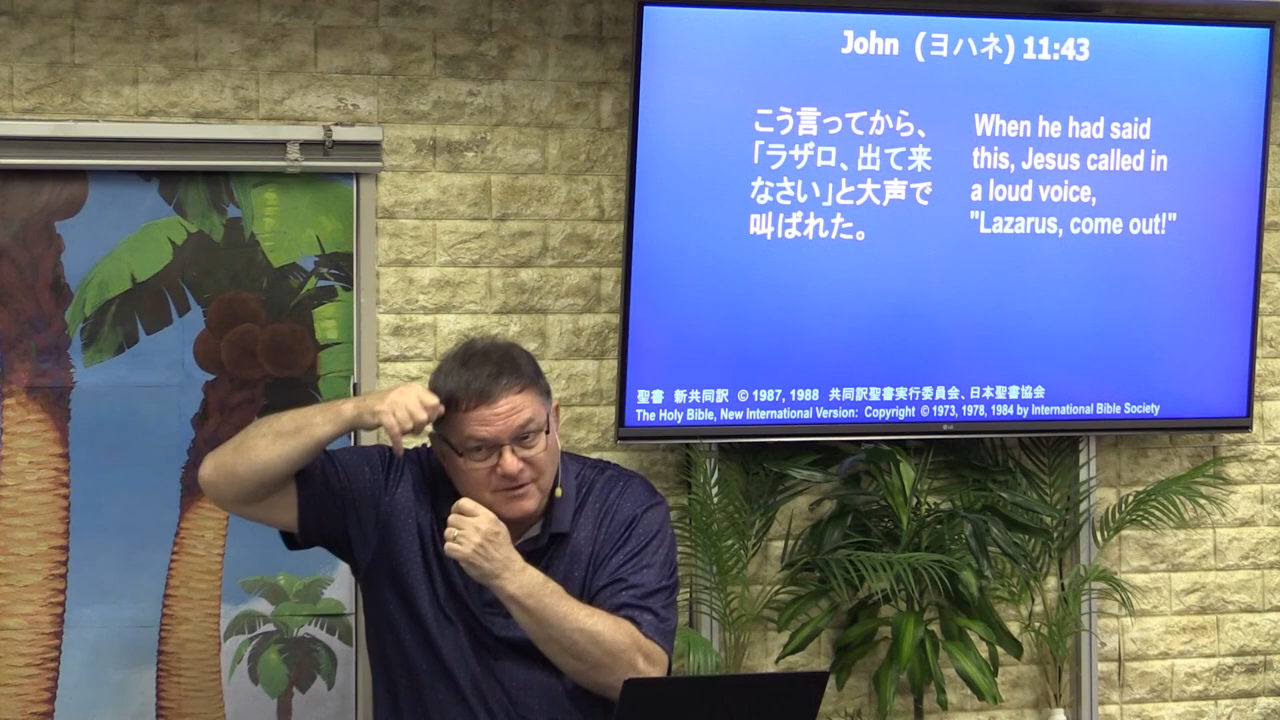 John (ヨハネ) 11:43
こう言ってから、
「ラザロ、出て来
なさい」と大声で
叫ばれた。
When he had said
this, Jesus called in
a loud voice,
"Lazarus, come out!"
聖書 新共同訳 © 1987, 1988 共同訳聖書実行委員会、日本聖書協会
The Holy Bible, New International Version: Copyright © 1973, 1978, 1984 by International Bible Society
LG